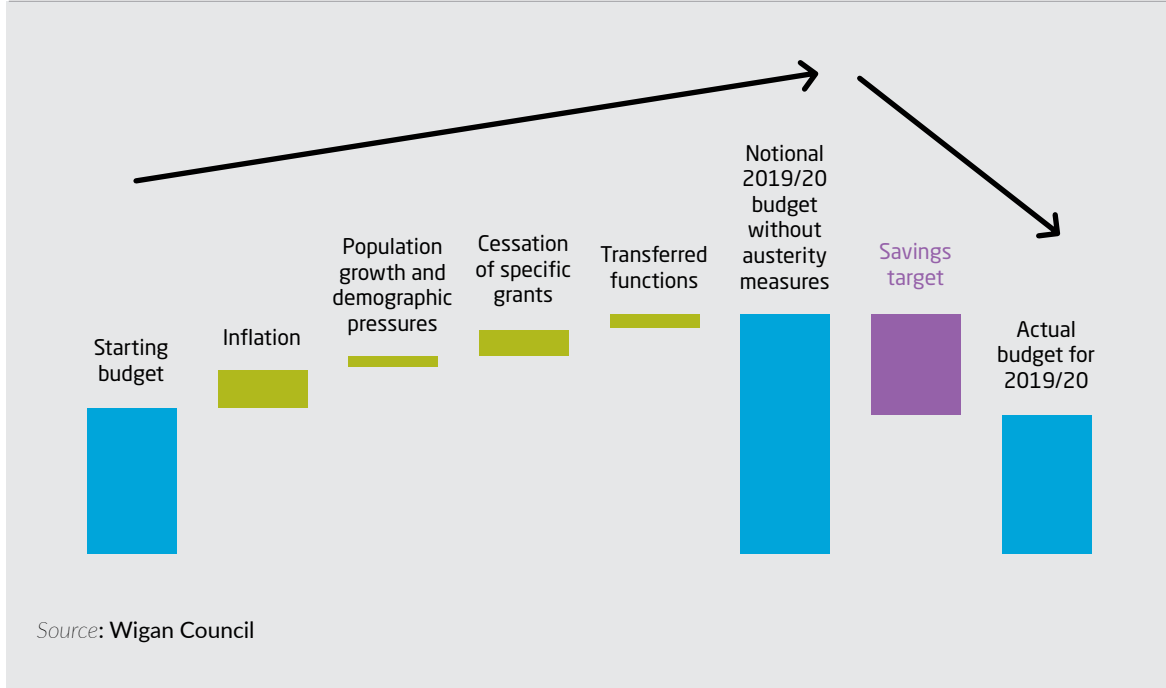 Starting
budget
Inflation
Population
growth and
demographic
pressures
Cessation
of specific
grants
Transferred
functions
Notional
2019/20
budget
without
austerity
measures
Savings
target
Actual
budget for
2019/20
Source: Wigan Council